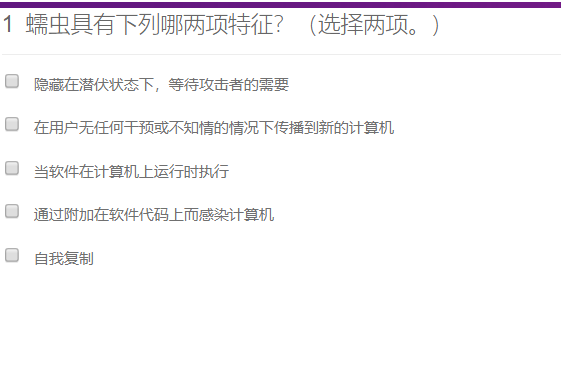 1 蠕虫具有下列哪两项特征？（选择两项。）
隐藏在潜伏状态下，等待攻击者的需要
在用户无任何干预或不知情的情况下传播到新的计算机
当软件在计算机上运行时执行
通过附加在软件代码上而感染计算机
自我复制